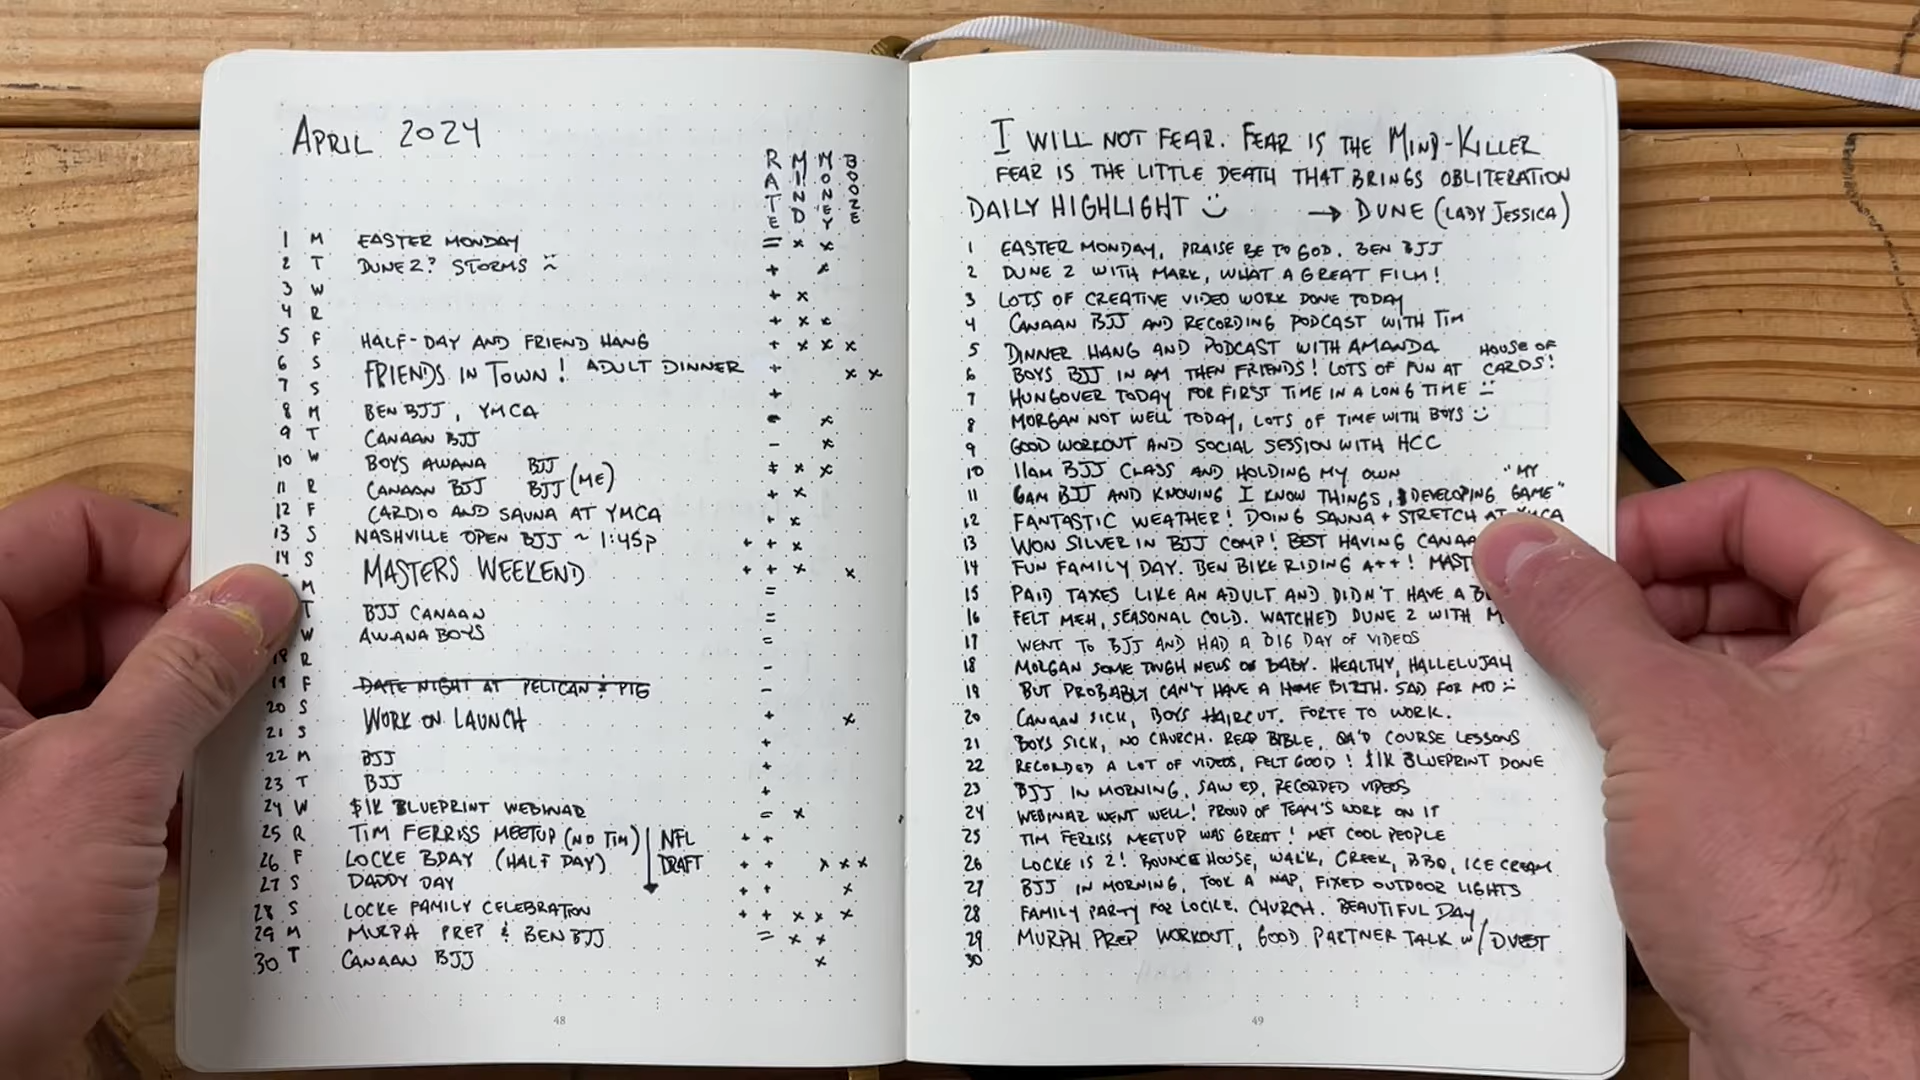 APRIL 2024
RATE MIND MONEY BOOZE
1 M EASTER MONDAY = x x
2 T DUNE 2? STORMS + x
3 W + x
4 R + x x
5 F HALF-DAY AND FRIEND HANG + x x x
6 S FRIENDS IN TOWN! ADULT DINNER + x x
7 S +
8 M BEN BJJ, YMCA - x
9 T CANAAN BJJ - x
10 W BOYS AWANA BJJ + x x
11 R CANAAN BJJ BJJ (ME) + x
12 F CARDIO AND SAUNA AT YMCA + x
13 S NASHVILLE OPEN BJJ ~ 1:45P + + x
14 S MASTERS WEEKEND + + x x
M =
T BJJ CANAAN =
W AWANA BOYS =
18 R -
19 F DATE NIGHT AT PELICAN & PIG -
20 S WORK ON LAUNCH + x
21 S +
22 M BJJ +
23 T BJJ +
24 W $1K BLUEPRINT WEBINAR = x
25 R TIM FERRISS MEETUP (NO TIM) NFL + +
26 F LOCKE BDAY (HALF DAY) DRAFT + + x x x
27 S DADDY DAY + + x
28 S LOCKE FAMILY CELEBRATION + + x x x
29 M MURPH PREP & BEN BJJ = x x
30 T CANAAN BJJ x
48
I WILL NOT FEAR. FEAR IS THE MIND-KILLER
FEAR IS THE LITTLE DEATH THAT BRINGS OBLITERATION
DAILY HIGHLIGHT :) → DUNE (LADY JESSICA)
1 EASTER MONDAY, PRAISE BE TO GOD. BEN BJJ
2 DUNE 2 WITH MARK, WHAT A GREAT FILM!
3 LOTS OF CREATIVE VIDEO WORK DONE TODAY
4 CANAAN BJJ AND RECORDING PODCAST WITH TIM
5 DINNER HANG AND PODCAST WITH AMANDA
6 BOYS BJJ IN AM THEN FRIENDS! LOTS OF FUN AT HOUSE OF CARDS!
7 HUNGOVER TODAY FOR FIRST TIME IN A LONG TIME
8 MORGAN NOT WELL TODAY, LOTS OF TIME WITH BOYS :)
9 GOOD WORKOUT AND SOCIAL SESSION WITH HCC
10 11AM BJJ CLASS AND HOLDING MY OWN
11 6AM BJJ AND KNOWING I KNOW THINGS, DEVELOPING "MY GAME"
12 FANTASTIC WEATHER! DOING SAUNA + STRETCH AT YMCA
13 WON SILVER IN BJJ COMP! BEST HAVING
14 FUN FAMILY DAY. BEN BIKE RIDING A++!
15 PAID TAXES LIKE AN ADULT AND DIDN'T HAVE A
16 FELT MEH, SEASONAL COLD. WATCHED DUNE 2 WITH
17 WENT TO BJJ AND HAD A BIG DAY OF VIDEOS
18 MORGAN SOME TOUGH NEWS BABY. HEALTHY, HALLELUJAH
19 BUT PROBABLY CAN'T HAVE A HOME BIRTH. SAD FOR MO :(
20 CANAAN SICK, BOYS HAIRCUT. FORTE TO WORK.
21 BOYS SICK, NO CHURCH. READ BIBLE, QA'D COURSE LESSONS
22 RECORDED A LOT OF VIDEOS, FELT GOOD! $1K BLUEPRINT DONE
23 BJJ IN MORNING, SAW ED, RECORDED VIDEOS
24 WEBINAR WENT WELL! PROUD OF TEAM'S WORK ON IT
25 TIM FERRISS MEETUP WAS GREAT! MET COOL PEOPLE
26 LOCKE IS 2! BOUNCE HOUSE, WALK, CREEK, BBQ, ICE CREAM
27 BJJ IN MORNING, TOOK A NAP, FIXED OUTDOOR LIGHTS
28 FAMILY PARTY FOR LOCKE. CHURCH. BEAUTIFUL DAY
29 MURPH PREP WORKOUT, GOOD PARTNER TALK W/
30
49